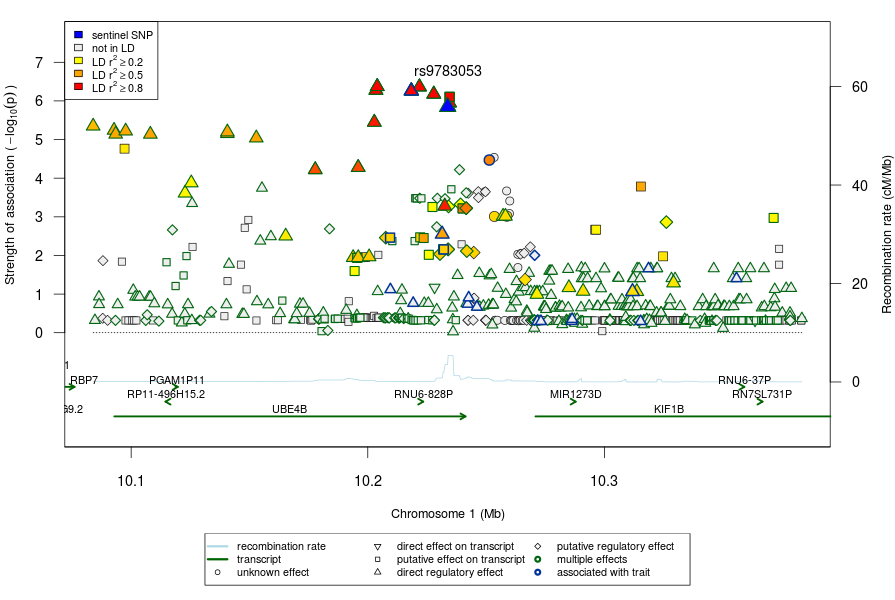 sentinel SNP
not in LD
LD r² ≥ 0.2
LD r² ≥ 0.5
LD r² ≥ 0.8
rs9783053
7
6
5
4
3
2
1
0
Strength of association (−log₁₀(p))
60
40
20
0
Recombination rate (cM/Mb)
1
RBP7
PGAM1P11
RNU6-37P
RP11-496H15.2
RNU6-828P
MIR1273D
RN7SL731P
G9.2
UBE4B
KIF1B
10.1
10.2
10.3
Chromosome 1 (Mb)
recombination rate
direct effect on transcript
putative regulatory effect
transcript
putative effect on transcript
multiple effects
unknown effect
direct regulatory effect
associated with trait